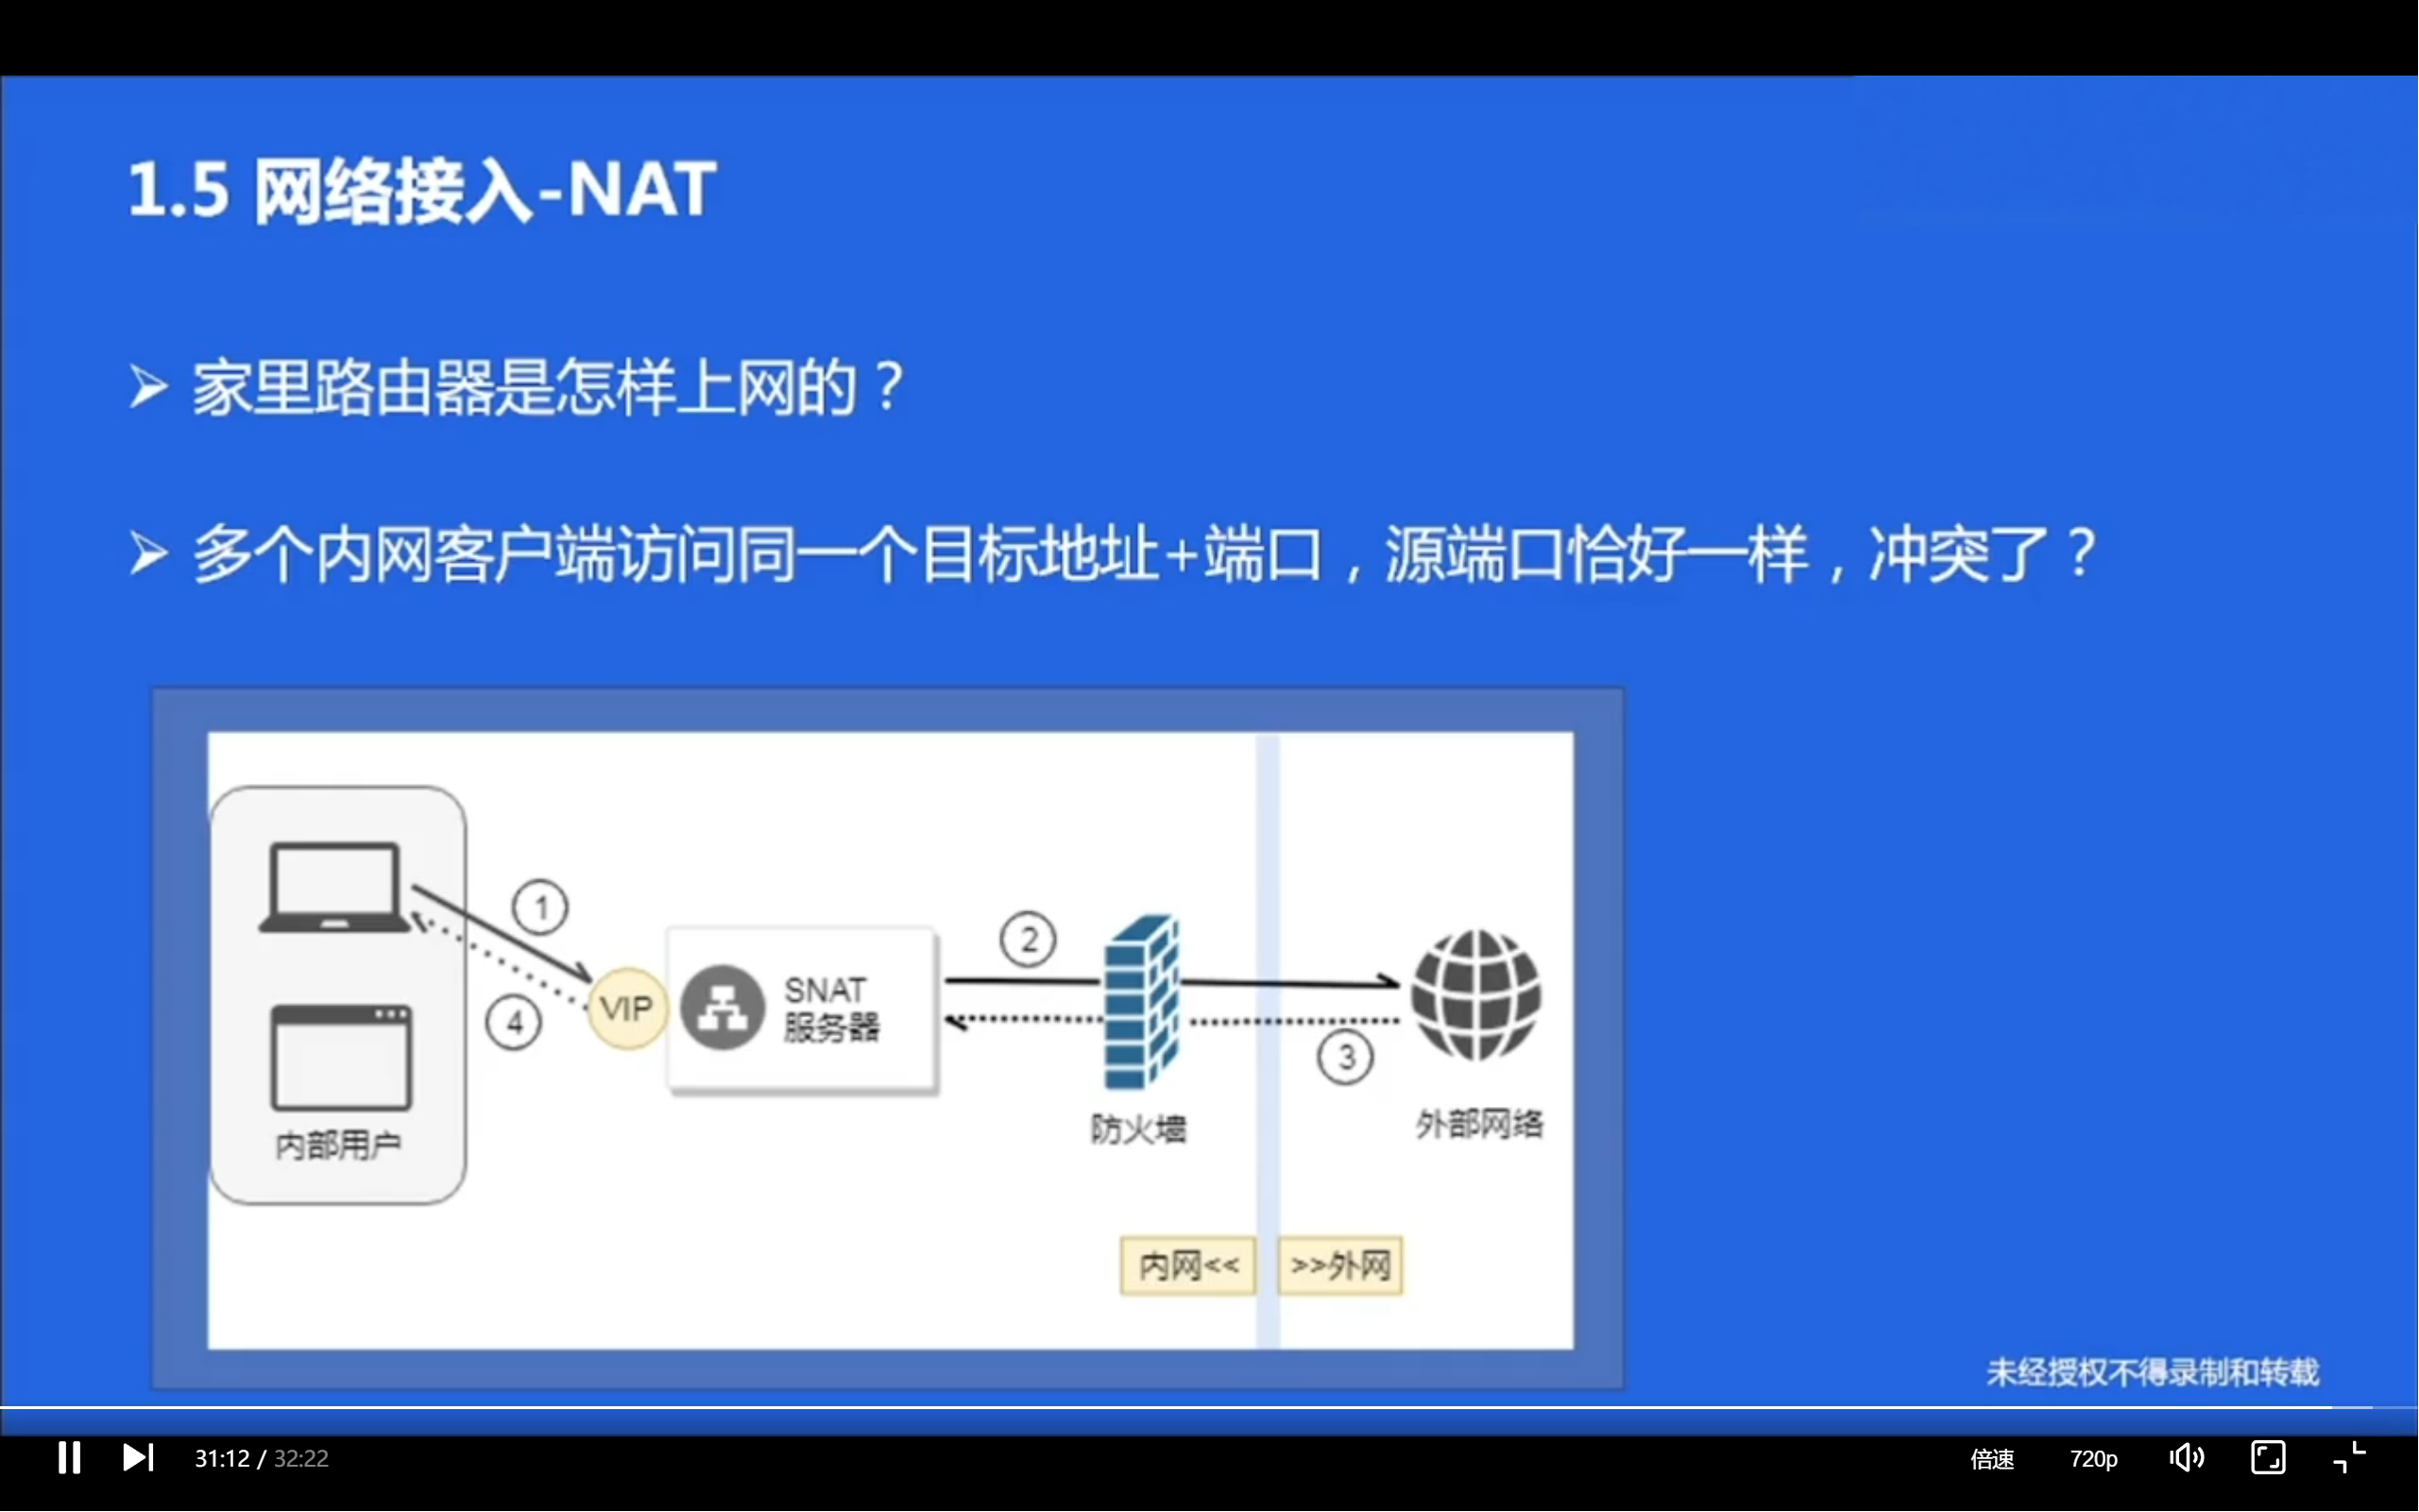 1.5 网络接入-NAT
➢ 家里路由器是怎样上网的？
➢ 多个内网客户端访问同一个目标地址+端口，源端口恰好一样，冲突了？
①
②
VIP
SNAT
服务器
④
③
防火墙
外部网络
内部用户
内网<<
>>外网
未经授权不得录制和转载
31:12 / 32:22
倍速
720p